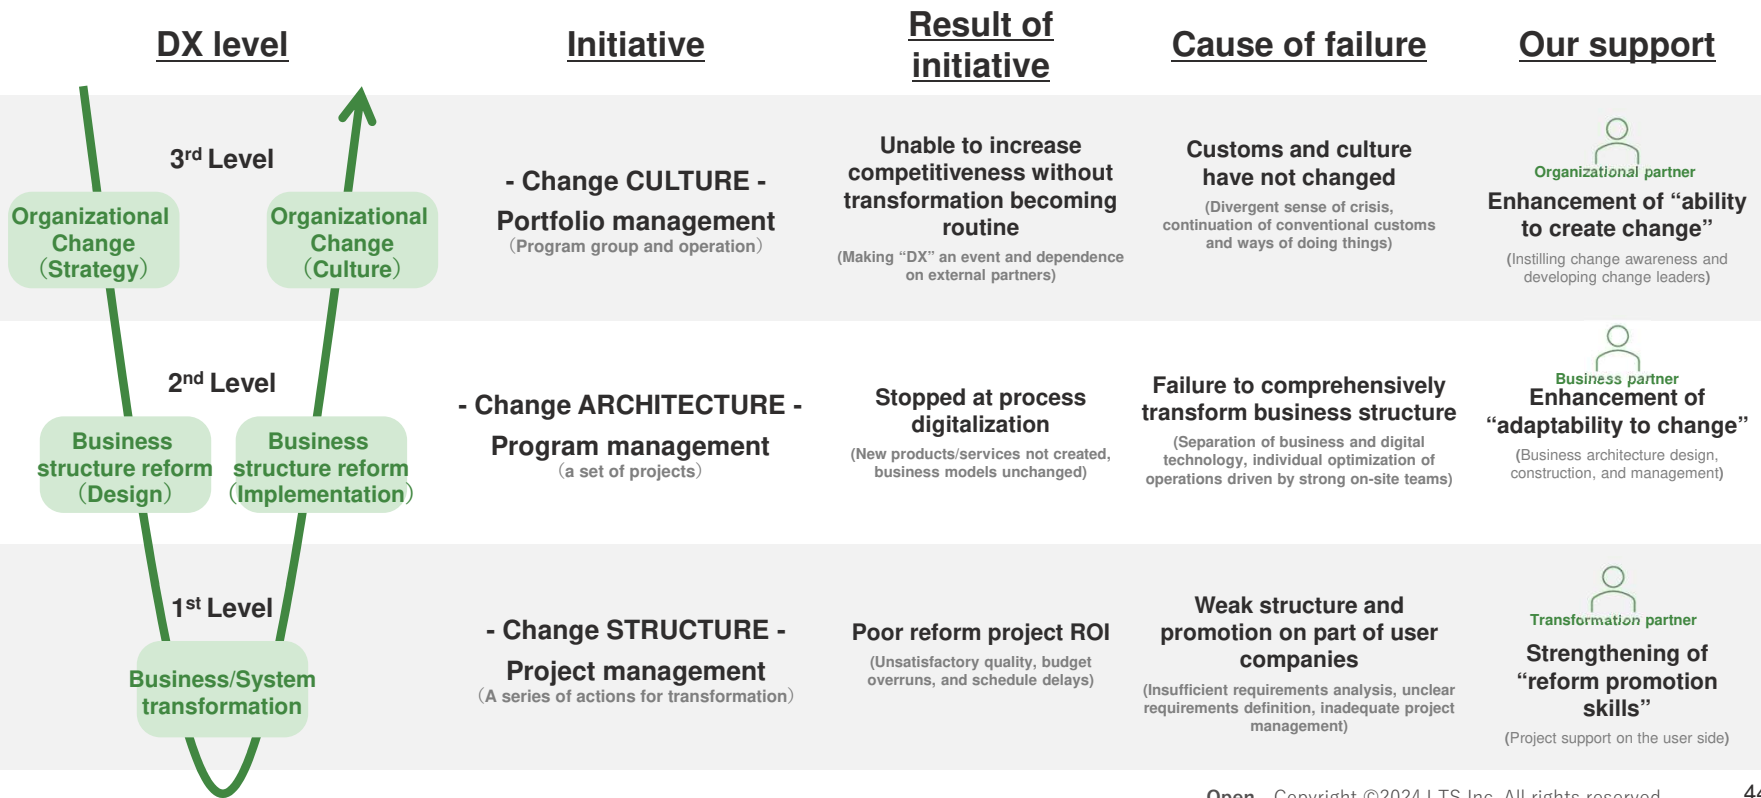 DX level
Initiative
Result of
initiative
Cause of failure
Our support
3rd Level
Organizational
Change
（Strategy）
Organizational
Change
（Culture）
- Change CULTURE -
Portfolio management
（Program group and operation）
Unable to increase
competitiveness without
transformation becoming
routine
(Making “DX” an event and dependence
on external partners)
Customs and culture
have not changed
(Divergent sense of crisis,
continuation of conventional customs
and ways of doing things)
Organizational partner
Enhancement of “ability
to create change”
(Instilling change awareness and
developing change leaders)
2nd Level
Business
structure reform
（Design）
Business
structure reform
（Implementation）
- Change ARCHITECTURE -
Program management
（a set of projects）
Stopped at process
digitalization
(New products/services not created,
business models unchanged)
Failure to comprehensively
transform business structure
(Separation of business and digital
technology, individual optimization of
operations driven by strong on-site teams)
Business partner
Enhancement of
“adaptability to change”
(Business architecture design,
construction, and management)
1st Level
Business/System
transformation
- Change STRUCTURE -
Project management
（A series of actions for transformation）
Poor reform project ROI
(Unsatisfactory quality, budget
overruns, and schedule delays)
Weak structure and
promotion on part of user
companies
(Insufficient requirements analysis, unclear
requirements definition, inadequate project
management)
Transformation partner
Strengthening of
“reform promotion
skills”
(Project support on the user side)
Open Copyright ©2024 LTS Inc. All rights reserved